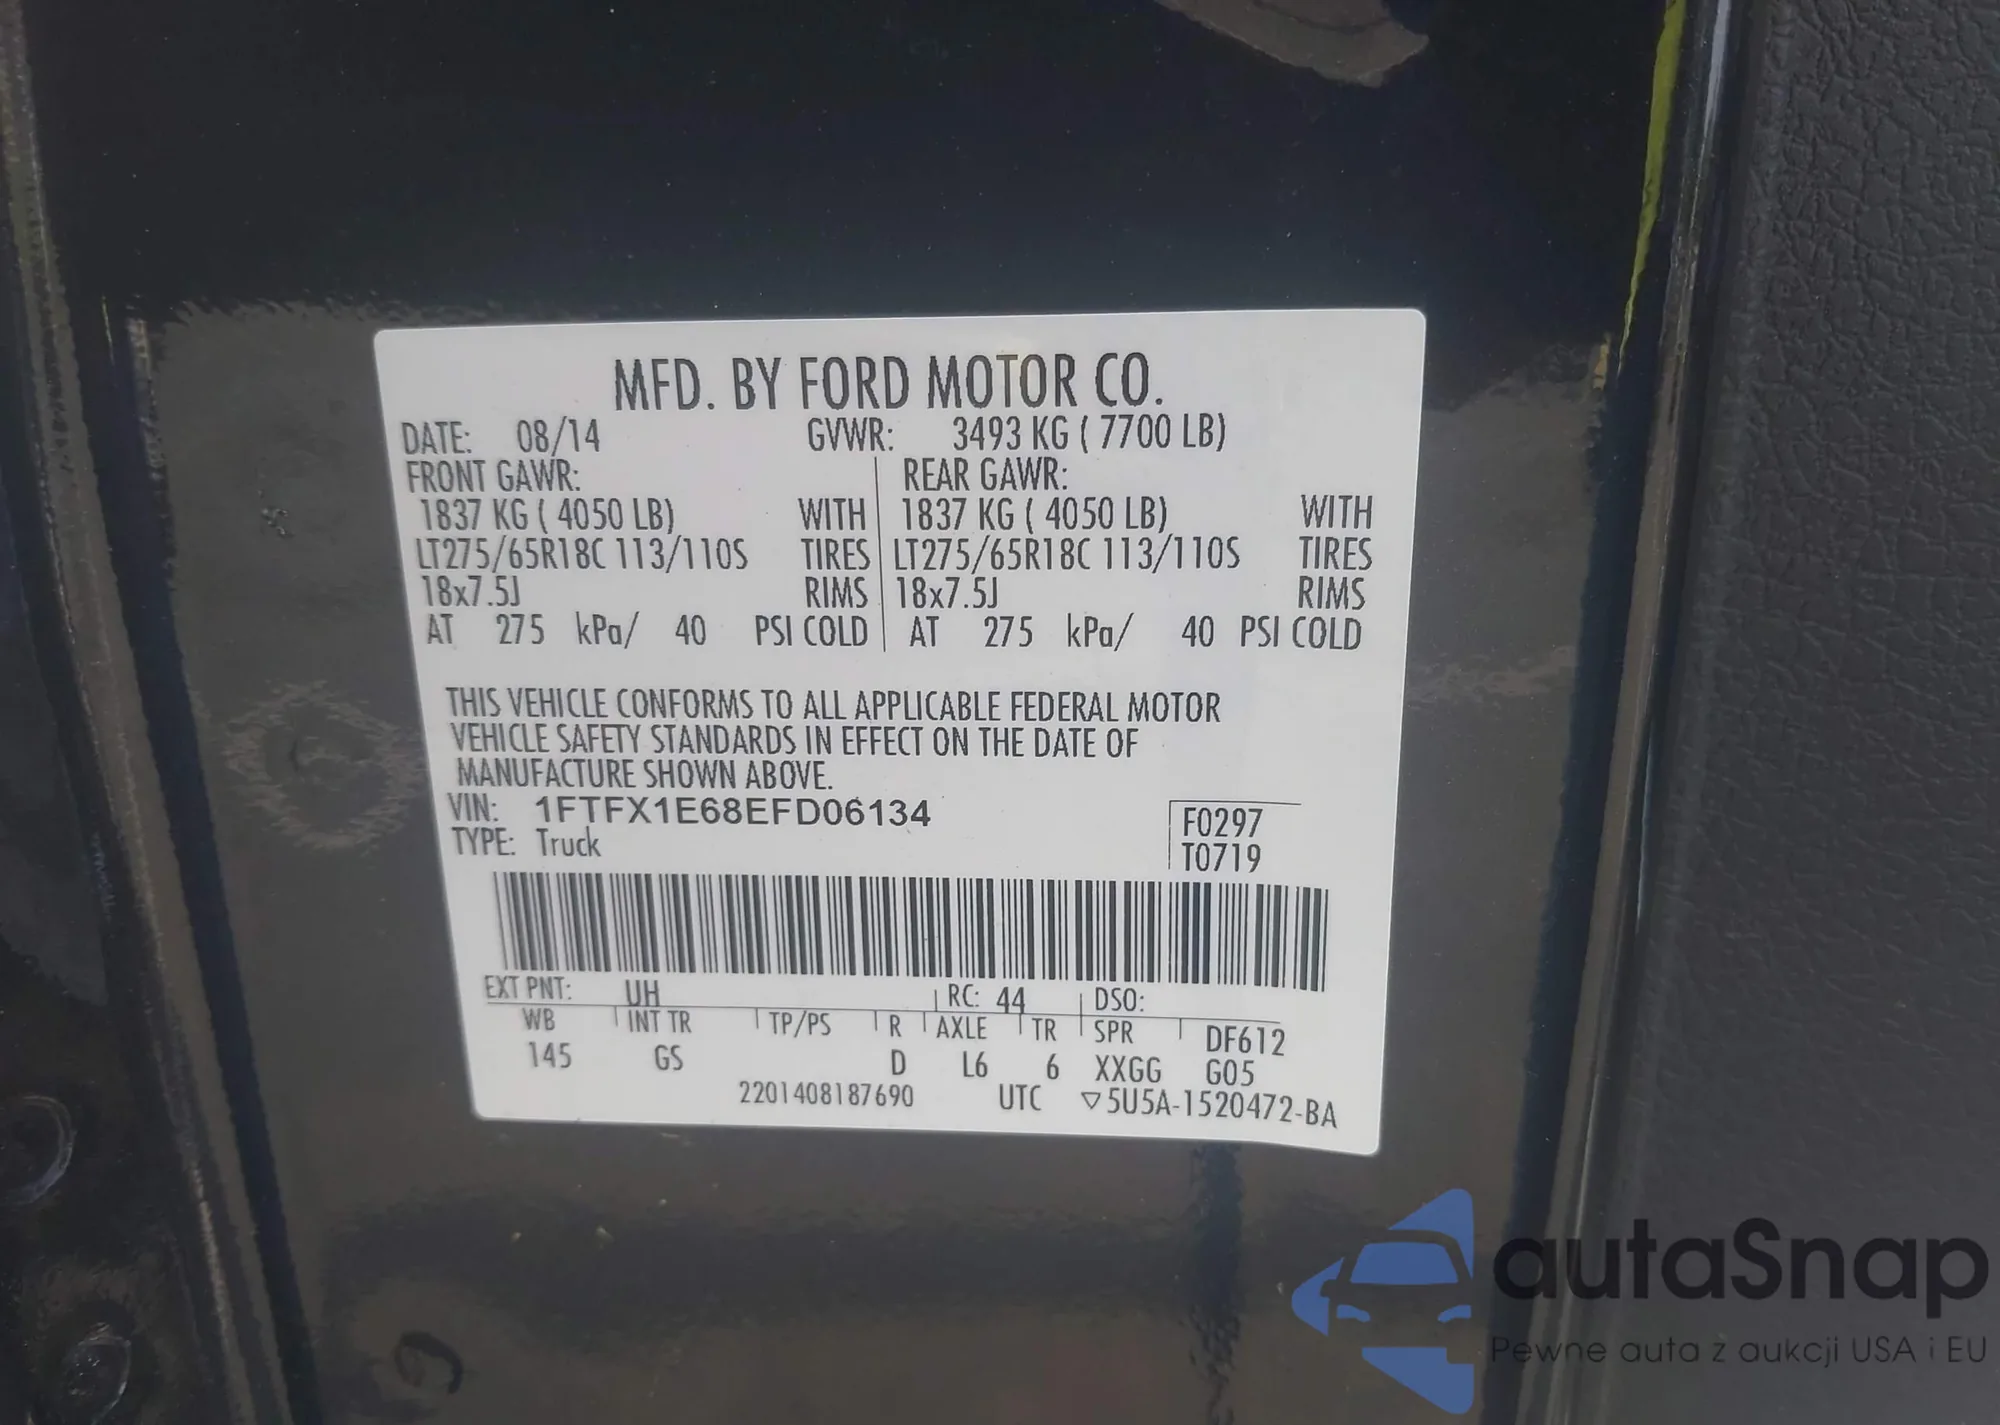 MFD. BY FORD MOTOR CO.
DATE: 08/14 GVWR: 3493 KG ( 7700 LB)
FRONT GAWR: REAR GAWR:
1837 KG ( 4050 LB) WITH 1837 KG ( 4050 LB) WITH
LT275/65R18C 113/110S TIRES LT275/65R18C 113/110S TIRES
18x7.5J RIMS 18x7.5J RIMS
AT 275 kPa/ 40 PSI COLD AT 275 kPa/ 40 PSI COLD
THIS VEHICLE CONFORMS TO ALL APPLICABLE FEDERAL MOTOR
VEHICLE SAFETY STANDARDS IN EFFECT ON THE DATE OF
MANUFACTURE SHOWN ABOVE.
VIN: 1FTFX1E68EFD06134 F0297
TYPE: Truck T0719
EXT PNT: UH RC: 44 DSO:
WB INT TR TP/PS R AXLE TR SPR DF612
145 GS D L6 6 XXGG G05
2201408187690 UTC ▽5U5A-1520472-BA
autaSnap
Pewne auta z aukcji USA i EU